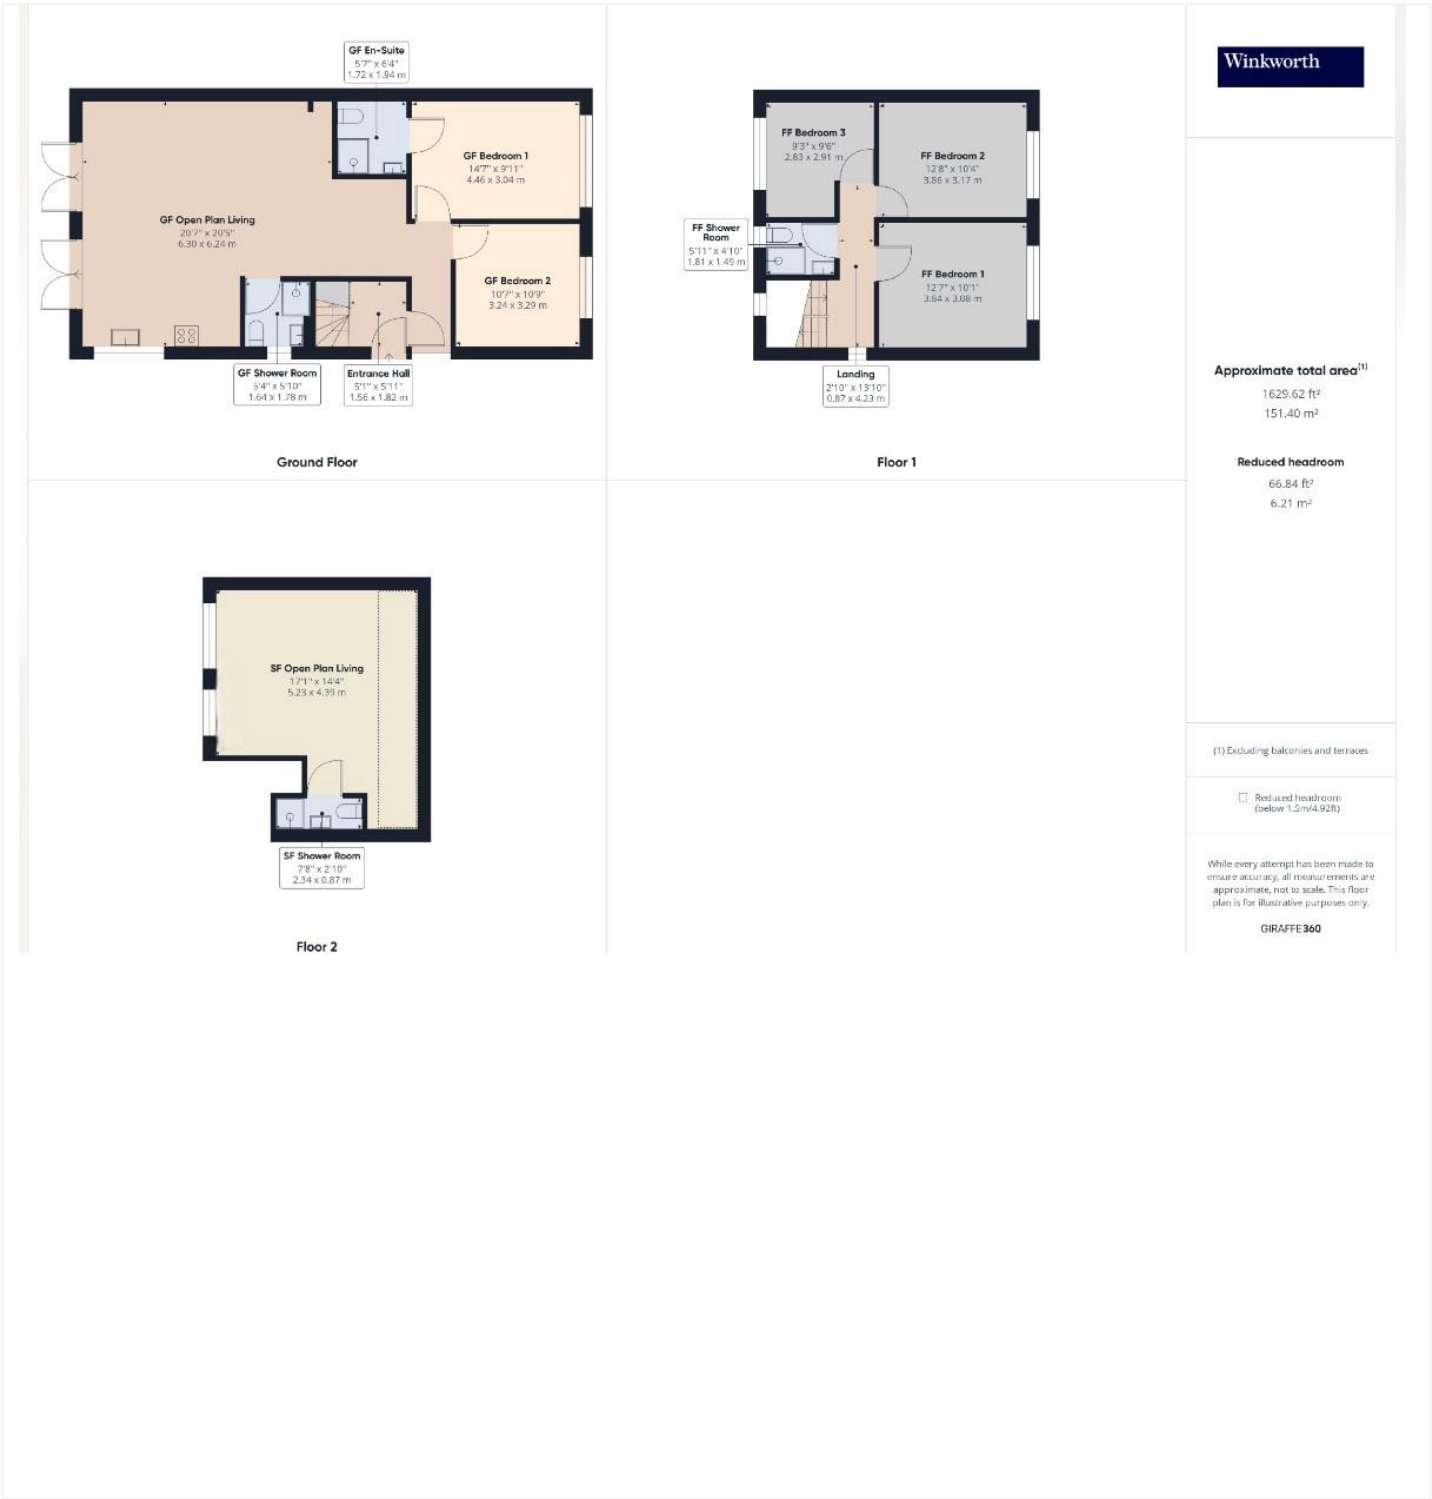 GF En-Suite
5'7" x 6'4"
1.72 x 1.94 m
GF Bedroom 1
14'7" x 9'11"
4.46 x 3.04 m
GF Open Plan Living
20'7" x 20'5"
6.30 x 6.24 m
GF Bedroom 2
10'7" x 10'9"
3.24 x 3.29 m
GF Shower Room
5'4" x 5'10"
1.64 x 1.78 m
Entrance Hall
5'1" x 5'11"
1.56 x 1.82 m
Ground Floor
FF Bedroom 3
9'3" x 9'6"
2.83 x 2.91 m
FF Bedroom 2
12'8" x 10'4"
3.86 x 3.17 m
FF Shower
Room
5'11" x 4'10"
1.81 x 1.49 m
FF Bedroom 1
12'7" x 10'1"
3.84 x 3.08 m
Landing
2'10" x 13'10"
0.87 x 4.23 m
Floor 1
SF Open Plan Living
17'1" x 14'4"
5.23 x 4.39 m
SF Shower Room
7'8" x 2'10"
2.34 x 0.87 m
Floor 2
Winkworth
Approximate total area(1)
1629.62 ft²
151.40 m²
Reduced headroom
66.84 ft²
6.21 m²
(1) Excluding balconies and terraces
Reduced headroom
(below 1.5m/4.92ft)
While every attempt has been made to
ensure accuracy, all measurements are
approximate, not to scale. This floor
plan is for illustrative purposes only.
GIRAFFE360